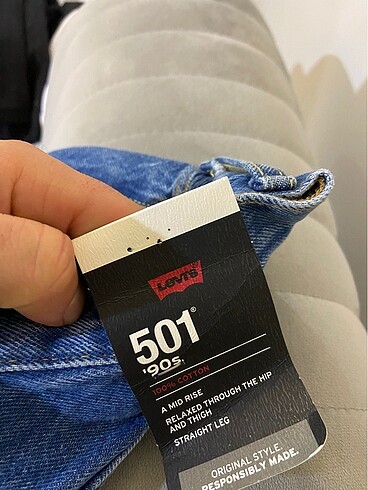 Levi's
501®
'90s
100% COTTON
A MID RISE
RELAXED THROUGH THE HIP
AND THIGH
STRAIGHT LEG
ORIGINAL STYLE.
RESPONSIBLY MADE.